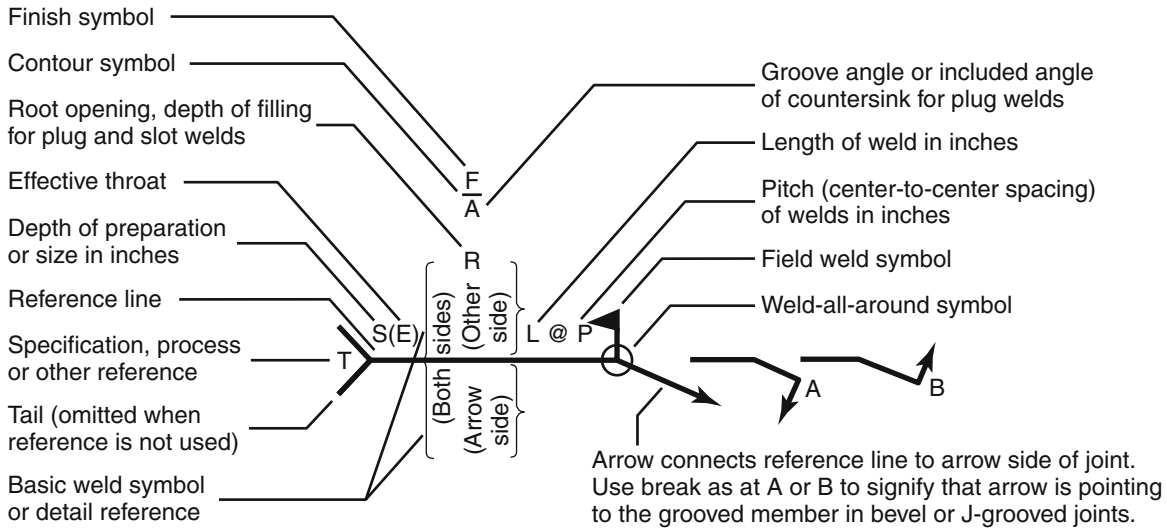 Finish symbol
Contour symbol
Root opening, depth of filling
for plug and slot welds
Effective throat
Depth of preparation
or size in inches
Reference line
Specification, process
or other reference
Tail (omitted when
reference is not used)
Basic weld symbol
or detail reference
F
A
R
S(E)
T
(Both sides)
(Other
side)
(Arrow
side)
L @ P
Groove angle or included angle
of countersink for plug welds
Length of weld in inches
Pitch (center-to-center spacing)
of welds in inches
Field weld symbol
Weld-all-around symbol
A
B
Arrow connects reference line to arrow side of joint.
Use break as at A or B to signify that arrow is pointing
to the grooved member in bevel or J-grooved joints.